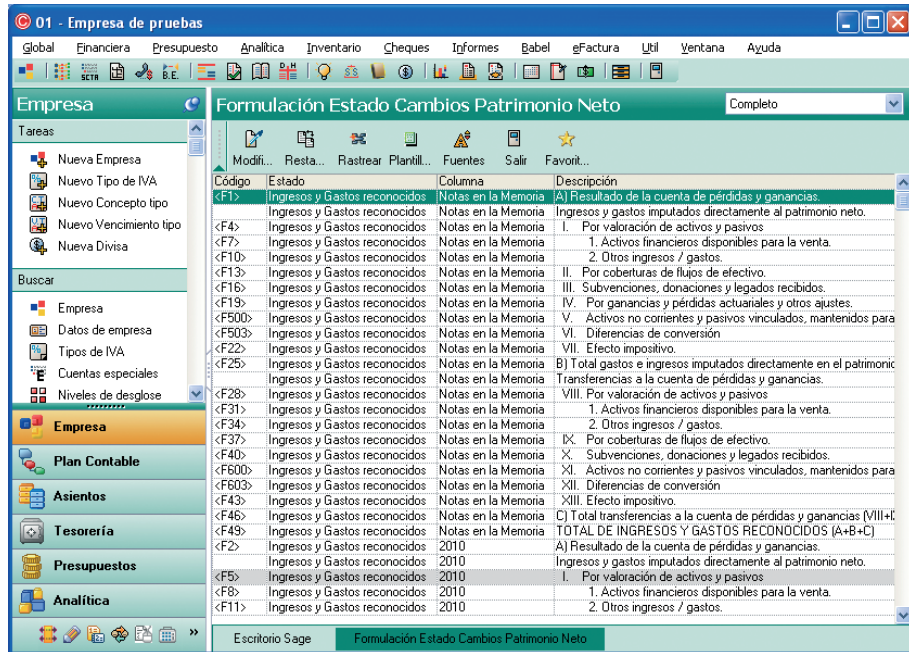 01 - Empresa de pruebas
Global Financiera Presupuesto Analítica Inventario Cheques Informes Babel eFactura Util Ventana Ayuda
Empresa
Formulación Estado Cambios Patrimonio Neto
Completo
Tareas
Nueva Empresa
Nuevo Tipo de IVA
Nuevo Concepto tipo
Nuevo Vencimiento tipo
Nueva Divisa
Buscar
Empresa
Datos de empresa
Tipos de IVA
Cuentas especiales
Niveles de desglose
Empresa
Plan Contable
Asientos
Tesorería
Presupuestos
Analítica
»
Modifi... Resta... Rastrear Plantill... Fuentes Salir Favorit...
Código Estado Columna Descripción
<F1> Ingresos y Gastos reconocidos Notas en la Memoria A) Resultado de la cuenta de pérdidas y ganancias.
Ingresos y Gastos reconocidos Notas en la Memoria Ingresos y gastos imputados directamente al patrimonio neto.
<F4> Ingresos y Gastos reconocidos Notas en la Memoria I. Por valoración de activos y pasivos
<F7> Ingresos y Gastos reconocidos Notas en la Memoria 1. Activos financieros disponibles para la venta.
<F10> Ingresos y Gastos reconocidos Notas en la Memoria 2. Otros ingresos / gastos.
<F13> Ingresos y Gastos reconocidos Notas en la Memoria II. Por coberturas de flujos de efectivo.
<F16> Ingresos y Gastos reconocidos Notas en la Memoria III. Subvenciones, donaciones y legados recibidos.
<F19> Ingresos y Gastos reconocidos Notas en la Memoria IV. Por ganancias y pérdidas actuariales y otros ajustes.
<F500> Ingresos y Gastos reconocidos Notas en la Memoria V. Activos no corrientes y pasivos vinculados, mantenidos para
<F503> Ingresos y Gastos reconocidos Notas en la Memoria VI. Diferencias de conversión
<F22> Ingresos y Gastos reconocidos Notas en la Memoria VII. Efecto impositivo.
<F25> Ingresos y Gastos reconocidos Notas en la Memoria B) Total gastos e ingresos imputados directamente en el patrimonio
Ingresos y Gastos reconocidos Notas en la Memoria Transferencias a la cuenta de pérdidas y ganancias.
<F28> Ingresos y Gastos reconocidos Notas en la Memoria VIII. Por valoración de activos y pasivos
<F31> Ingresos y Gastos reconocidos Notas en la Memoria 1. Activos financieros disponibles para la venta.
<F34> Ingresos y Gastos reconocidos Notas en la Memoria 2. Otros ingresos / gastos.
<F37> Ingresos y Gastos reconocidos Notas en la Memoria IX. Por coberturas de flujos de efectivo.
<F40> Ingresos y Gastos reconocidos Notas en la Memoria X. Subvenciones, donaciones y legados recibidos.
<F600> Ingresos y Gastos reconocidos Notas en la Memoria XI. Activos no corrientes y pasivos vinculados, mantenidos para
<F603> Ingresos y Gastos reconocidos Notas en la Memoria XII. Diferencias de conversión
<F43> Ingresos y Gastos reconocidos Notas en la Memoria XIII. Efecto impositivo.
<F46> Ingresos y Gastos reconocidos Notas en la Memoria C) Total transferencias a la cuenta de pérdidas y ganancias (VIII+I
<F49> Ingresos y Gastos reconocidos Notas en la Memoria TOTAL DE INGRESOS Y GASTOS RECONOCIDOS (A+B+C)
<F2> Ingresos y Gastos reconocidos 2010 A) Resultado de la cuenta de pérdidas y ganancias.
Ingresos y Gastos reconocidos 2010 Ingresos y gastos imputados directamente al patrimonio neto.
<F5> Ingresos y Gastos reconocidos 2010 I. Por valoración de activos y pasivos
<F8> Ingresos y Gastos reconocidos 2010 1. Activos financieros disponibles para la venta.
<F11> Ingresos y Gastos reconocidos 2010 2. Otros ingresos / gastos.
Escritorio Sage Formulación Estado Cambios Patrimonio Neto